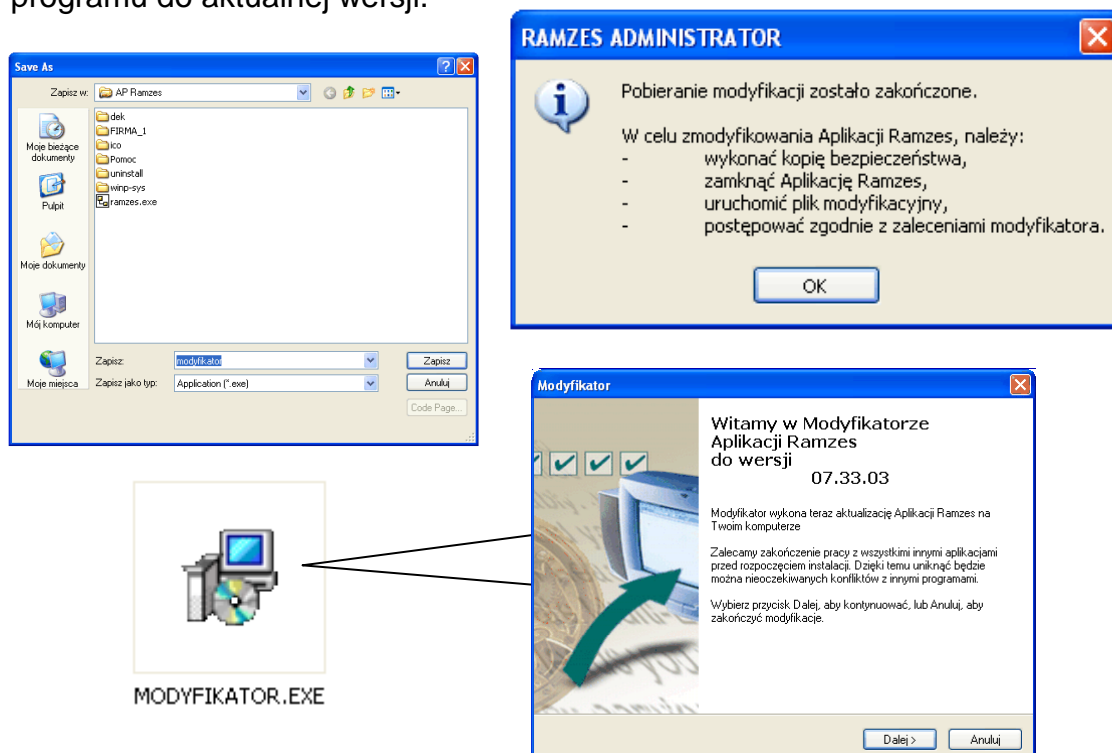 programu do aktualnej wersji.
Save As
Zapisz w:
AP Ramzes
Moje bieżące
dokumenty
Pulpit
Moje dokumenty
Mój komputer
Moje miejsca
dek
FIRMA_1
ico
Pomoc
uninstall
winp-sys
ramzes.exe
Zapisz:
modyfikator
Zapisz
Zapisz jako typ:
Application (*.exe)
Anuluj
Code Page...
RAMZES ADMINISTRATOR
Pobieranie modyfikacji zostało zakończone.
W celu zmodyfikowania Aplikacji Ramzes, należy:
- wykonać kopię bezpieczeństwa,
- zamknąć Aplikację Ramzes,
- uruchomić plik modyfikacyjny,
- postępować zgodnie z zaleceniami modyfikatora.
OK
MODYFIKATOR.EXE
Modyfikator
Witamy w Modyfikatorze
Aplikacji Ramzes
do wersji
07.33.03
Modyfikator wykona teraz aktualizację Aplikacji Ramzes na
Twoim komputerze
Zalecamy zakończenie pracy z wszystkimi innymi aplikacjami
przed rozpoczęciem instalacji. Dzięki temu uniknąć będzie
można nieoczekiwanych konfliktów z innymi programami.
Wybierz przycisk Dalej, aby kontynuować, lub Anuluj, aby
zakończyć modyfikacje.
Dalej >
Anuluj